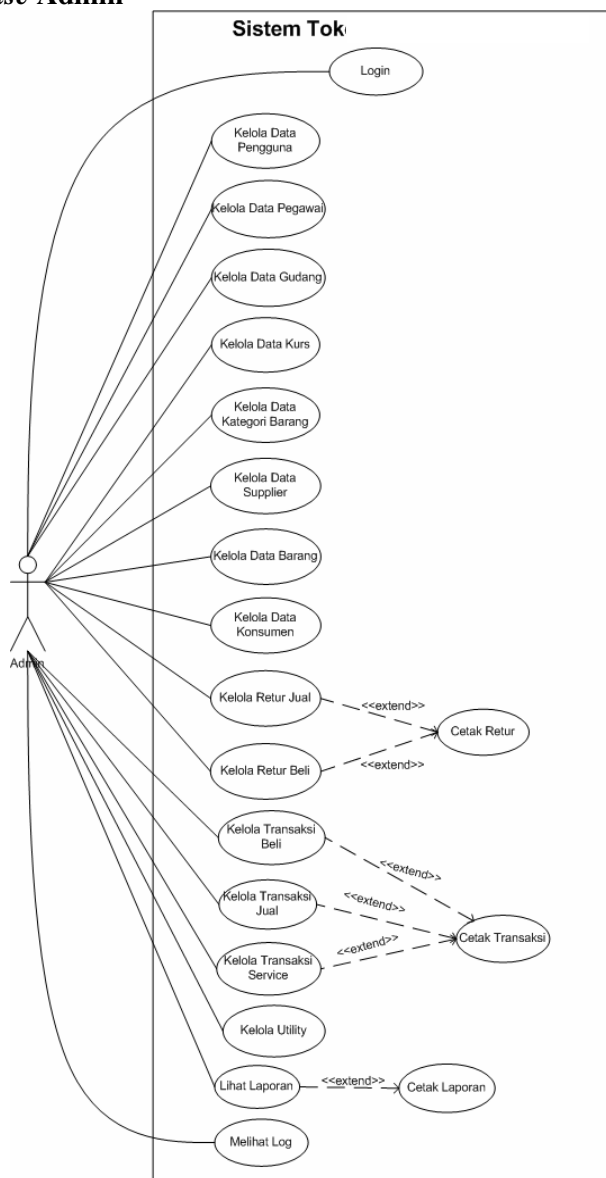 Admin
Sistem Tok
Login
Kelola Data
Pengguna
Kelola Data Pegawai
Kelola Data Gudang
Kelola Data Kurs
Kelola Data
Kategori Barang
Kelola Data
Supplier
Kelola Data Barang
Kelola Data
Konsumen
Admin
Kelola Retur Jual
<<extend>>
Cetak Retur
Kelola Retur Beli
<<extend>>
Kelola Transaksi
Beli
<<extend>>
Kelola Transaksi
Jual
<<extend>>
Cetak Transaksi
Kelola Transaksi
Service
<<extend>>
Kelola Utility
Lihat Laporan
<<extend>>
Cetak Laporan
Melihat Log